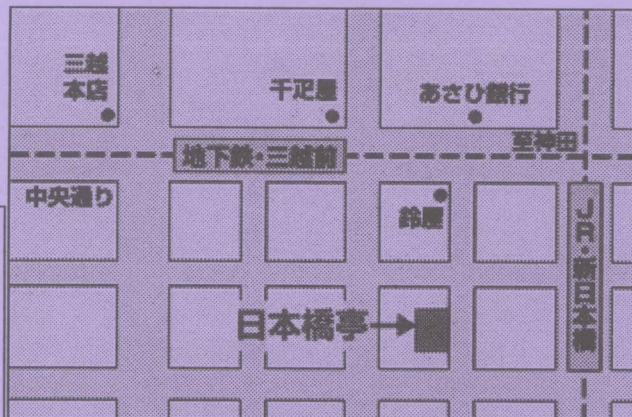 三越
本店
千疋屋
あさひ銀行
至神田
地下鉄・三越前
中央通り
鈴屋
JR・新日本橋
日本橋亭